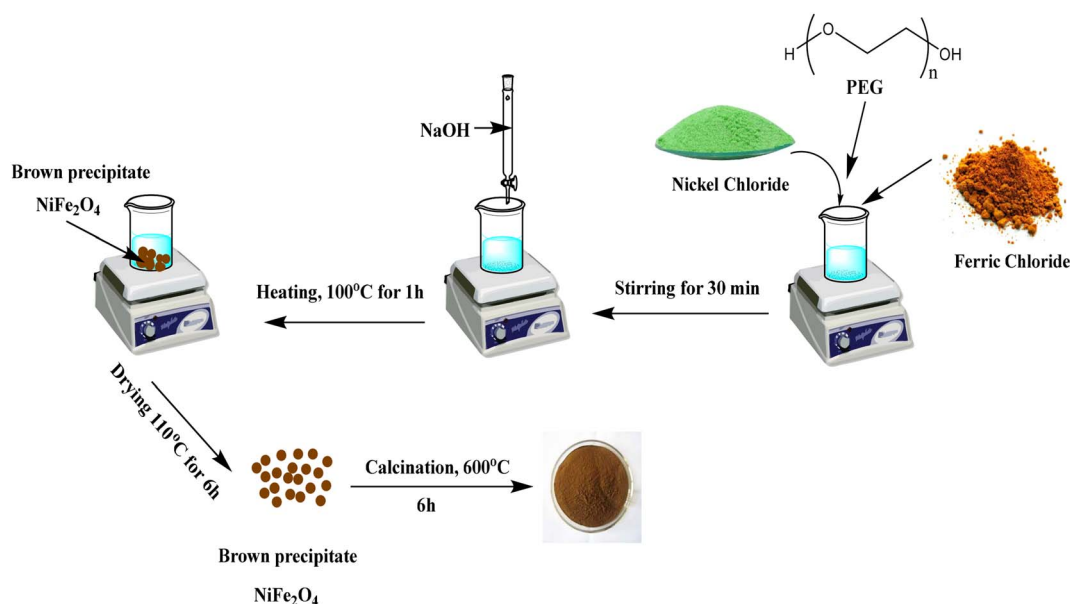 H
O
OH
n
PEG
NaOH
Nickel Chloride
Ferric Chloride
Brown precipitate
NiFe₂O₄
Stirring for 30 min
Heating, 100°C for 1h
Drying 110°C for 6h
Calcination, 600°C
6h
Brown precipitate
NiFe₂O₄